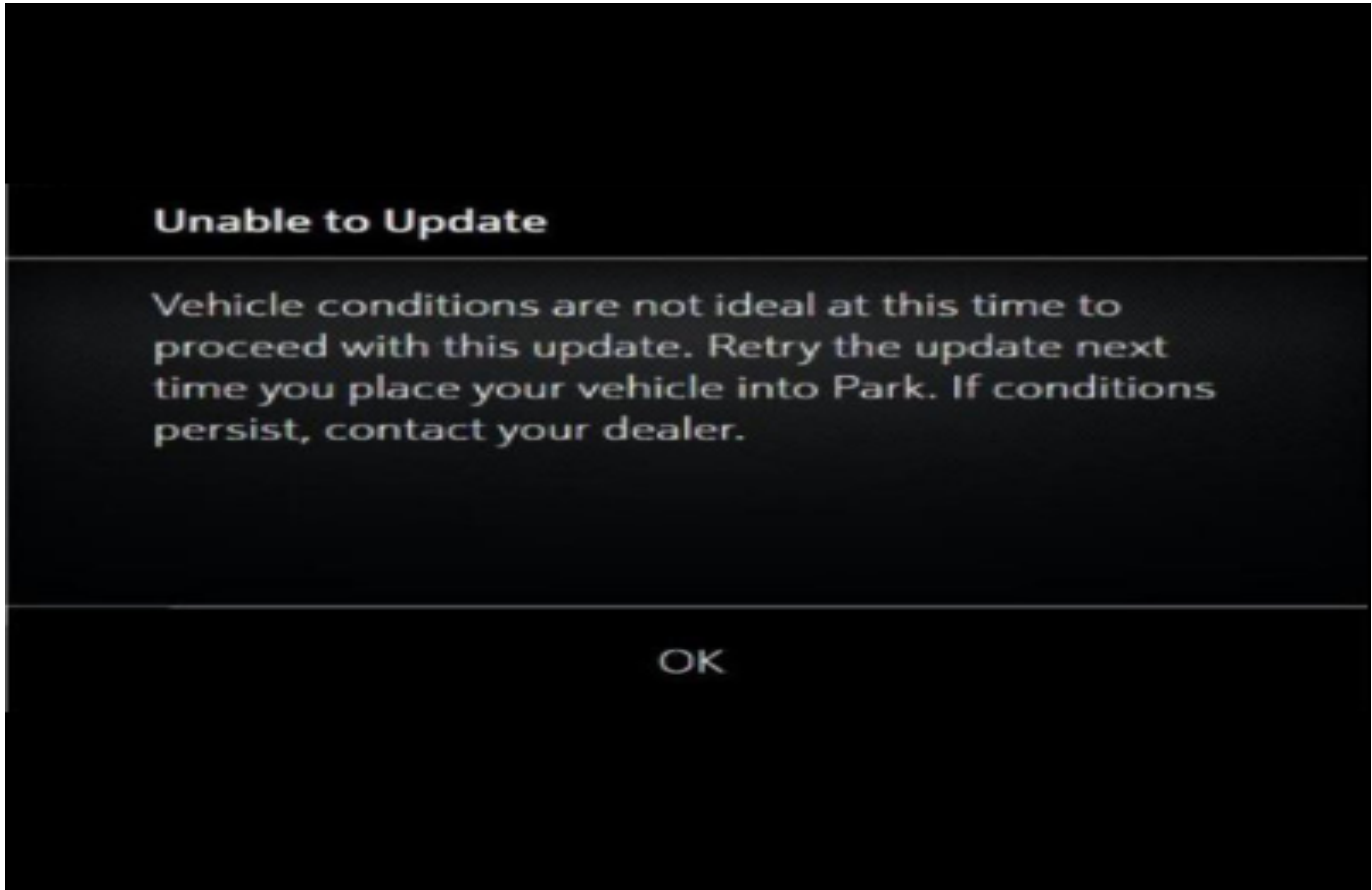 Unable to Update
Vehicle conditions are not ideal at this time to
proceed with this update. Retry the update next
time you place your vehicle into Park. If conditions
persist, contact your dealer.
OK